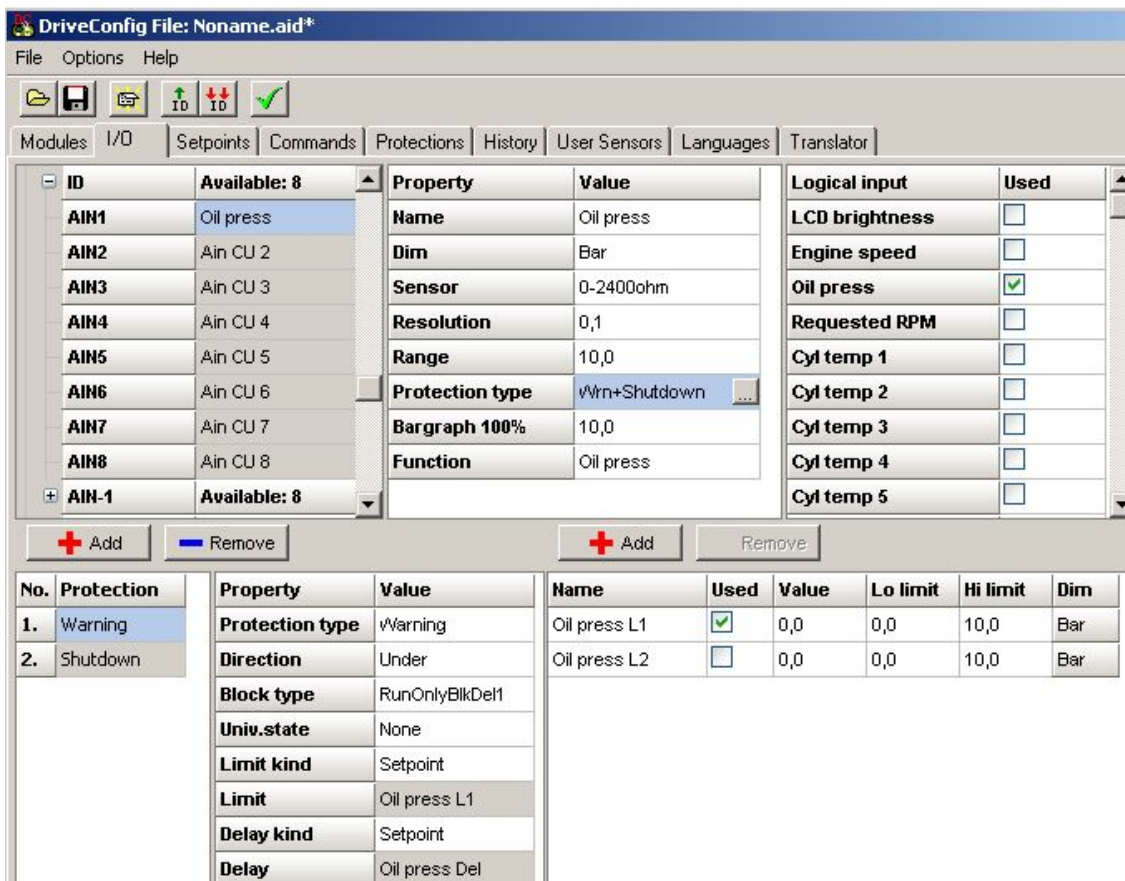 DriveConfig File: Noname.aid*
File Options Help
ID ID
Modules I/O Setpoints Commands Protections History User Sensors Languages Translator
ID Available: 8 Property Value Logical input Used
AIN1 Oil press Name Oil press LCD brightness
AIN2 Ain CU 2 Dim Bar Engine speed
AIN3 Ain CU 3 Sensor 0-2400ohm Oil press
AIN4 Ain CU 4 Resolution 0,1 Requested RPM
AIN5 Ain CU 5 Range 10,0 Cyl temp 1
AIN6 Ain CU 6 Protection type Wrn+Shutdown ... Cyl temp 2
AIN7 Ain CU 7 Bargraph 100% 10,0 Cyl temp 3
AIN8 Ain CU 8 Function Oil press Cyl temp 4
AIN-1 Available: 8 Cyl temp 5
Add Remove Add Remove
No. Protection Property Value Name Used Value Lo limit Hi limit Dim
1. Warning Protection type Warning Oil press L1 0,0 0,0 10,0 Bar
2. Shutdown Direction Under Oil press L2 0,0 0,0 10,0 Bar
Block type RunOnlyBlkDel1
Univ.state None
Limit kind Setpoint
Limit Oil press L1
Delay kind Setpoint
Delay Oil press Del